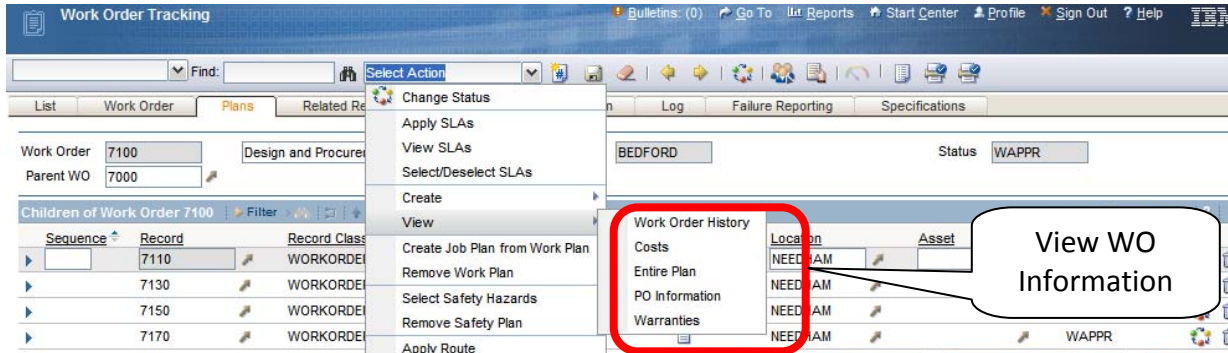 Work Order Tracking
Bulletins: (0) Go To Reports Start Center Profile Sign Out ? Help IBM
Find: Select Action
List Work Order Plans Related Re Log Failure Reporting Specifications
Change Status
Apply SLAs
View SLAs
Select/Deselect SLAs
Create
View
Create Job Plan from Work Plan
Remove Work Plan
Select Safety Hazards
Remove Safety Plan
Apply Route
Work Order 7100 Design and Procure BEDFORD Status WAPPR
Parent WO 7000
Children of Work Order 7100 Filter
Sequence Record Record Class Location Asset
7110 WORKORDE NEEDHAM
7130 WORKORDE NEEDHAM
7150 WORKORDE NEEDHAM
7170 WORKORDE NEEDHAM WAPPR
Work Order History
Costs
Entire Plan
PO Information
Warranties
View WO
Information